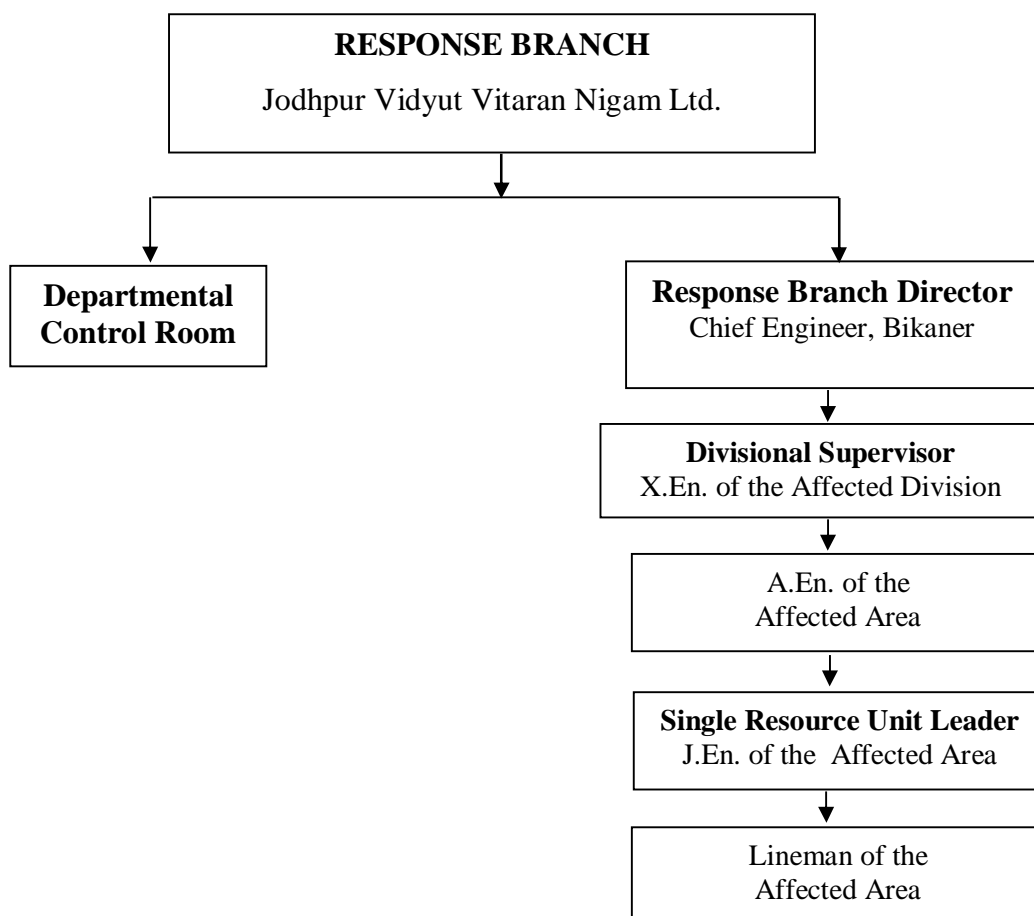 RESPONSE BRANCH
Jodhpur Vidyut Vitaran Nigam Ltd.
Departmental
Control Room
Response Branch Director
Chief Engineer, Bikaner
Divisional Supervisor
X.En. of the Affected Division
A.En. of the
Affected Area
Single Resource Unit Leader
J.En. of the Affected Area
Lineman of the
Affected Area